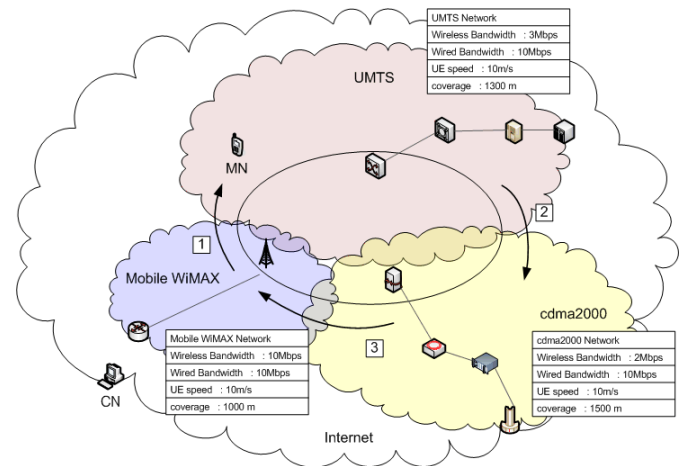 UMTS Network
Wireless Bandwidth : 3Mbps
Wired Bandwidth : 10Mbps
UE speed : 10m/s
coverage : 1300 m
UMTS
MN
2
1
Mobile WiMAX
cdma2000
3
Mobile WiMAX Network
Wireless Bandwidth : 10Mbps
Wired Bandwidth : 10Mbps
UE speed : 10m/s
coverage : 1000 m
cdma2000 Network
Wireless Bandwidth : 2Mbps
Wired Bandwidth : 10Mbps
UE speed : 10m/s
coverage : 1500 m
CN
Internet